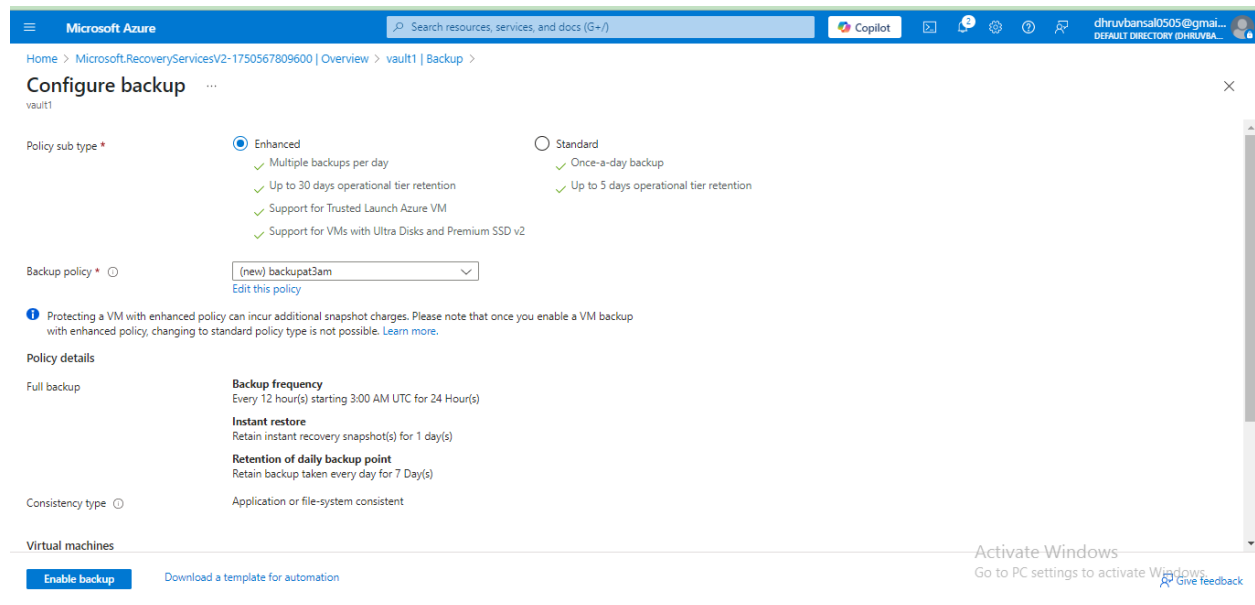 Microsoft Azure
Search resources, services, and docs (G+/)
Copilot
2
dhruvbansal0505@gmai...
DEFAULT DIRECTORY (DHRUVBA...
Home > Microsoft.RecoveryServicesV2-1750567809600 | Overview > vault1 | Backup >
Configure backup ...
vault1
Policy sub type *
Enhanced
Multiple backups per day
Up to 30 days operational tier retention
Support for Trusted Launch Azure VM
Support for VMs with Ultra Disks and Premium SSD v2
Standard
Once-a-day backup
Up to 5 days operational tier retention
Backup policy *
(new) backupat3am
Edit this policy
Protecting a VM with enhanced policy can incur additional snapshot charges. Please note that once you enable a VM backup
with enhanced policy, changing to standard policy type is not possible. Learn more.
Policy details
Full backup
Backup frequency
Every 12 hour(s) starting 3:00 AM UTC for 24 Hour(s)
Instant restore
Retain instant recovery snapshot(s) for 1 day(s)
Retention of daily backup point
Retain backup taken every day for 7 Day(s)
Consistency type
Application or file-system consistent
Virtual machines
Activate Windows
Go to PC settings to activate Windows.
Enable backup
Download a template for automation
Give feedback